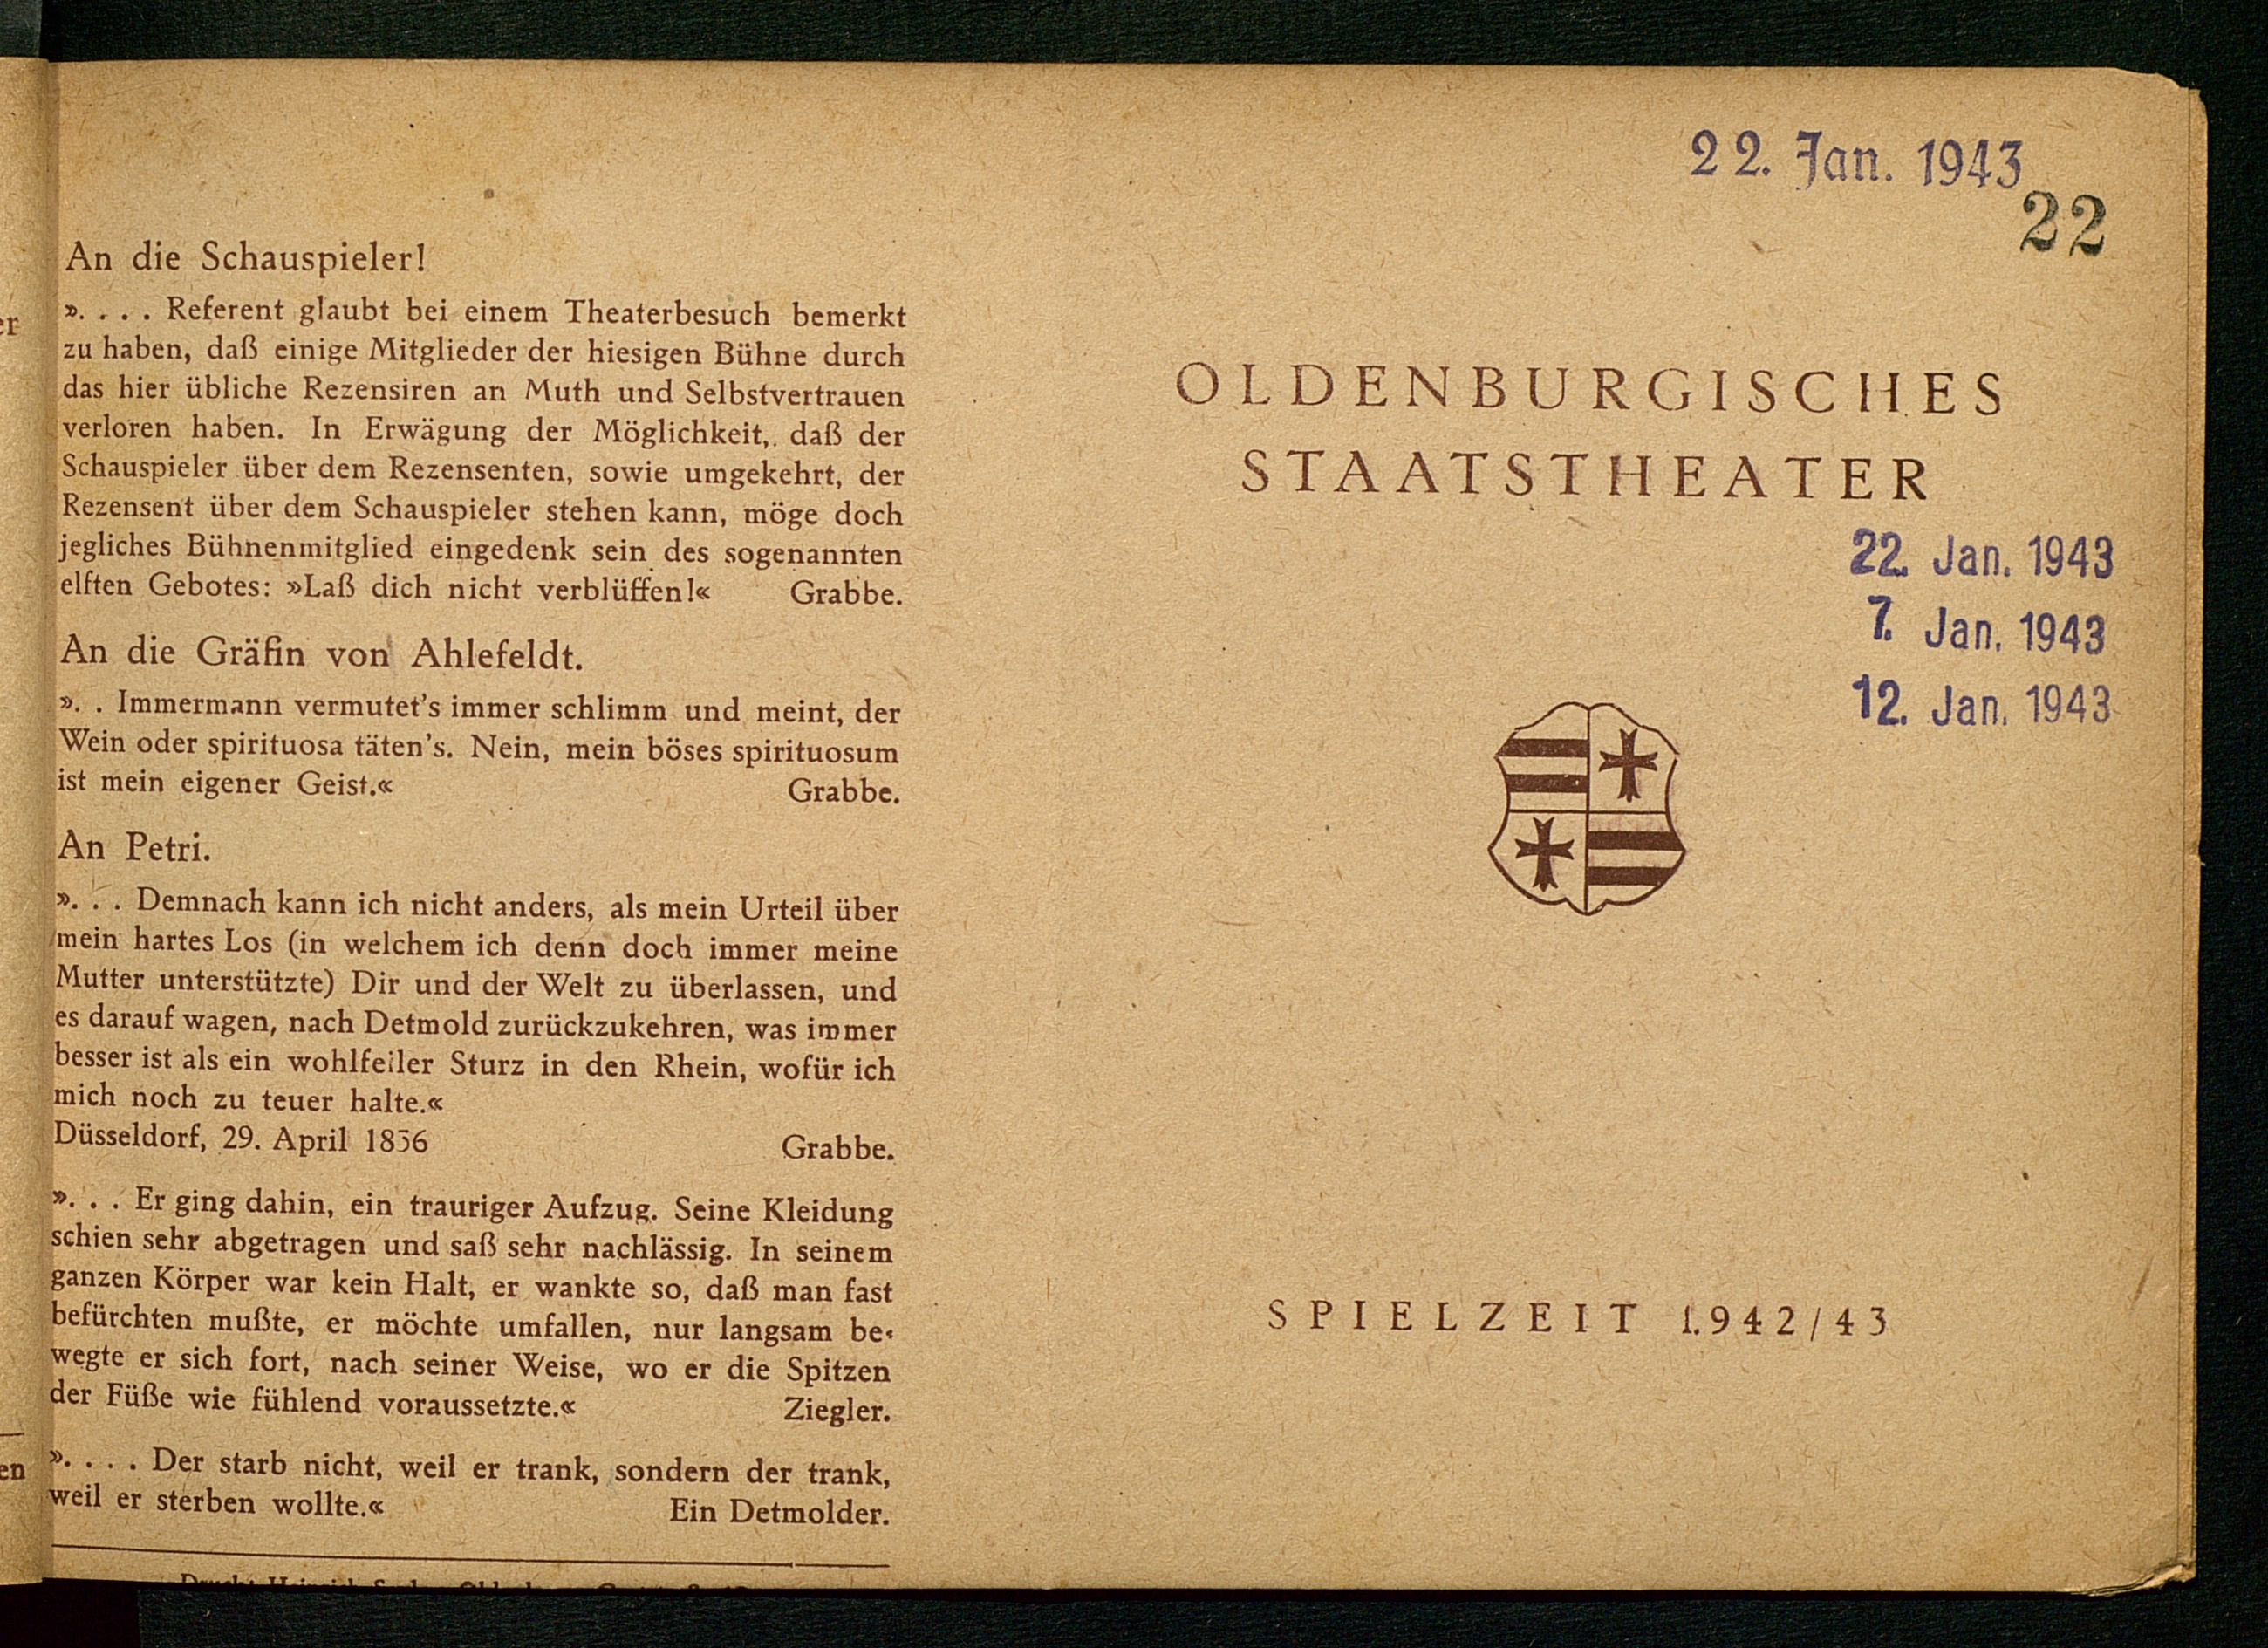 An die Schauspieler!
». . . . Referent glaubt bei einem Theaterbesuch bemerkt
zu haben, daß einige Mitglieder der hiesigen Bühne durch
das hier übliche Rezensiren an Muth und Selbstvertrauen
verloren haben. In Erwägung der Möglichkeit, daß der
Schauspieler über dem Rezensenten, sowie umgekehrt, der
Rezensent über dem Schauspieler stehen kann, möge doch
jegliches Bühnenmitglied eingedenk sein des sogenannten
elften Gebotes: »Laß dich nicht verblüffen!« Grabbe.
An die Gräfin von Ahlefeldt.
». . Immermann vermutet's immer schlimm und meint, der
Wein oder spirituosa täten's. Nein, mein böses spirituosum
ist mein eigener Geist.« Grabbe.
An Petri.
». . . Demnach kann ich nicht anders, als mein Urteil über
mein hartes Los (in welchem ich denn doch immer meine
Mutter unterstützte) Dir und der Welt zu überlassen, und
es darauf wagen, nach Detmold zurückzukehren, was immer
besser ist als ein wohlfeiler Sturz in den Rhein, wofür ich
mich noch zu teuer halte.«
Düsseldorf, 29. April 1836 Grabbe.
». . . Er ging dahin, ein trauriger Aufzug. Seine Kleidung
schien sehr abgetragen und saß sehr nachlässig. In seinem
ganzen Körper war kein Halt, er wankte so, daß man fast
befürchten mußte, er möchte umfallen, nur langsam be-
wegte er sich fort, nach seiner Weise, wo er die Spitzen
der Füße wie fühlend voraussetzte.« Ziegler.
». . . . Der starb nicht, weil er trank, sondern der trank,
weil er sterben wollte.« Ein Detmolder.
er
en
22. Jan. 1943
22
OLDENBURGISCHES
STAATSTHEATER
22. Jan. 1943
7. Jan. 1943
12. Jan. 1943
SPIELZEIT 1942/43